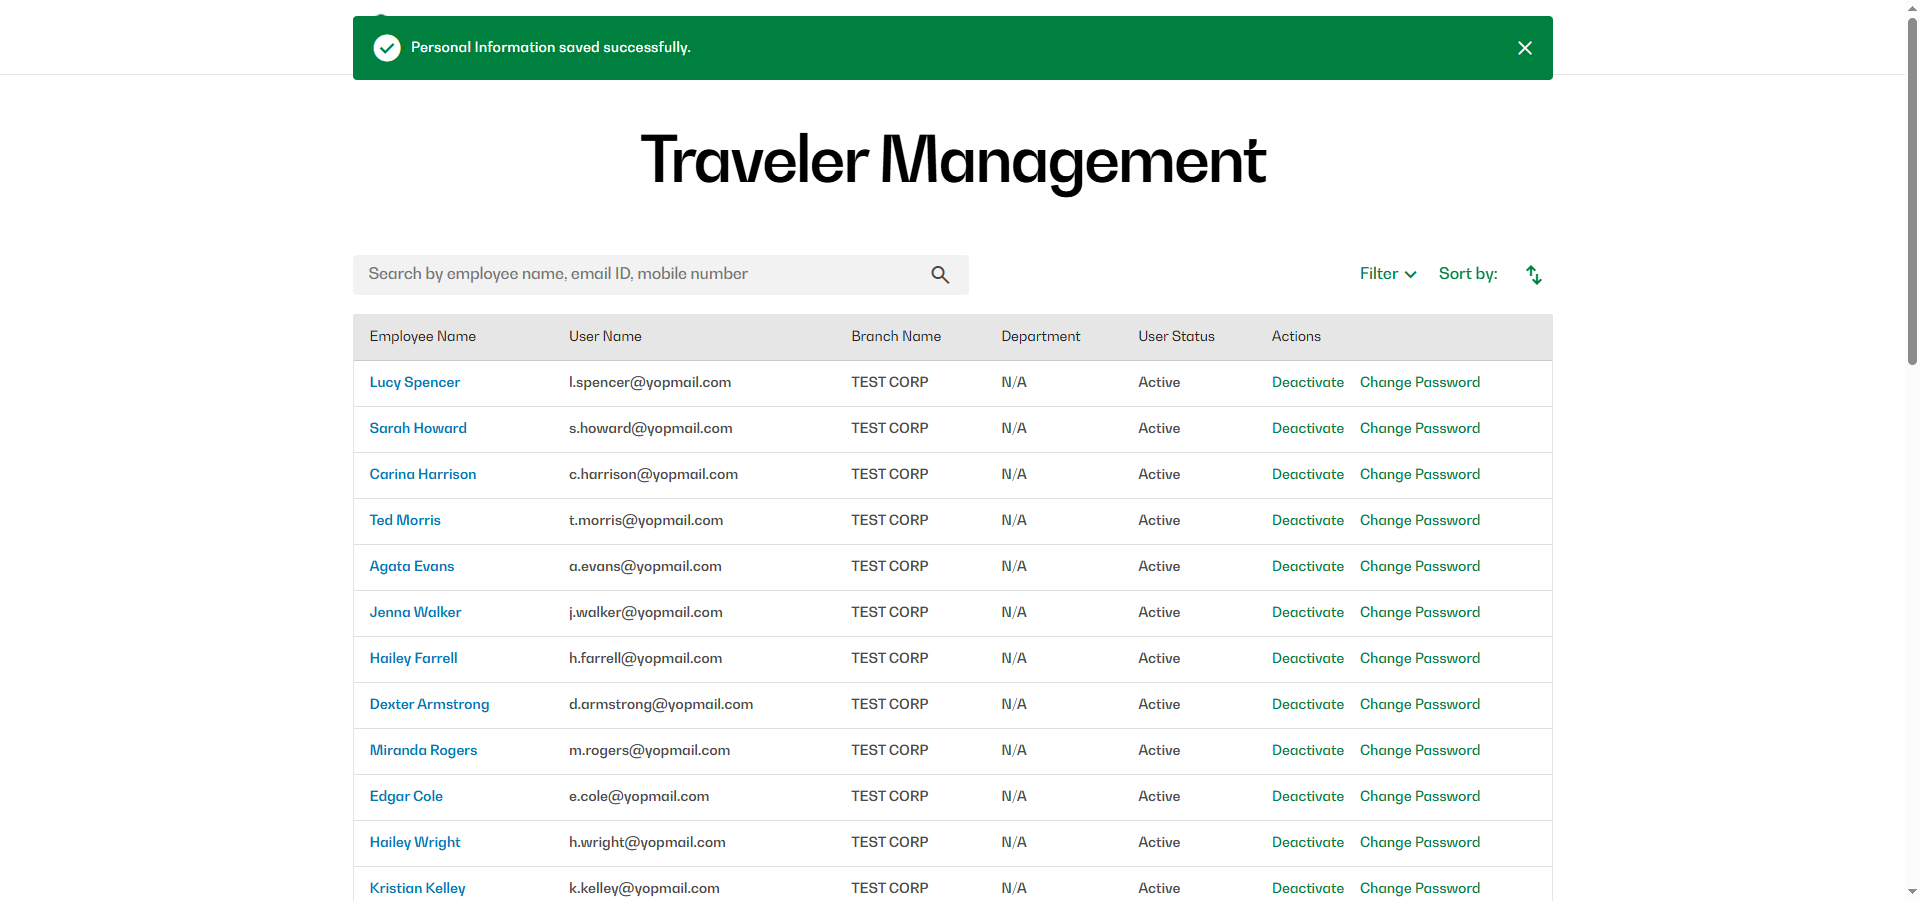 Personal Information saved successfully.
Traveler Management
Search by employee name, email ID, mobile number
Filter Sort by:
Employee Name User Name Branch Name Department User Status Actions
Lucy Spencer l.spencer@yopmail.com TEST CORP N/A Active Deactivate Change Password
Sarah Howard s.howard@yopmail.com TEST CORP N/A Active Deactivate Change Password
Carina Harrison c.harrison@yopmail.com TEST CORP N/A Active Deactivate Change Password
Ted Morris t.morris@yopmail.com TEST CORP N/A Active Deactivate Change Password
Agata Evans a.evans@yopmail.com TEST CORP N/A Active Deactivate Change Password
Jenna Walker j.walker@yopmail.com TEST CORP N/A Active Deactivate Change Password
Hailey Farrell h.farrell@yopmail.com TEST CORP N/A Active Deactivate Change Password
Dexter Armstrong d.armstrong@yopmail.com TEST CORP N/A Active Deactivate Change Password
Miranda Rogers m.rogers@yopmail.com TEST CORP N/A Active Deactivate Change Password
Edgar Cole e.cole@yopmail.com TEST CORP N/A Active Deactivate Change Password
Hailey Wright h.wright@yopmail.com TEST CORP N/A Active Deactivate Change Password
Kristian Kelley k.kelley@yopmail.com TEST CORP N/A Active Deactivate Change Password